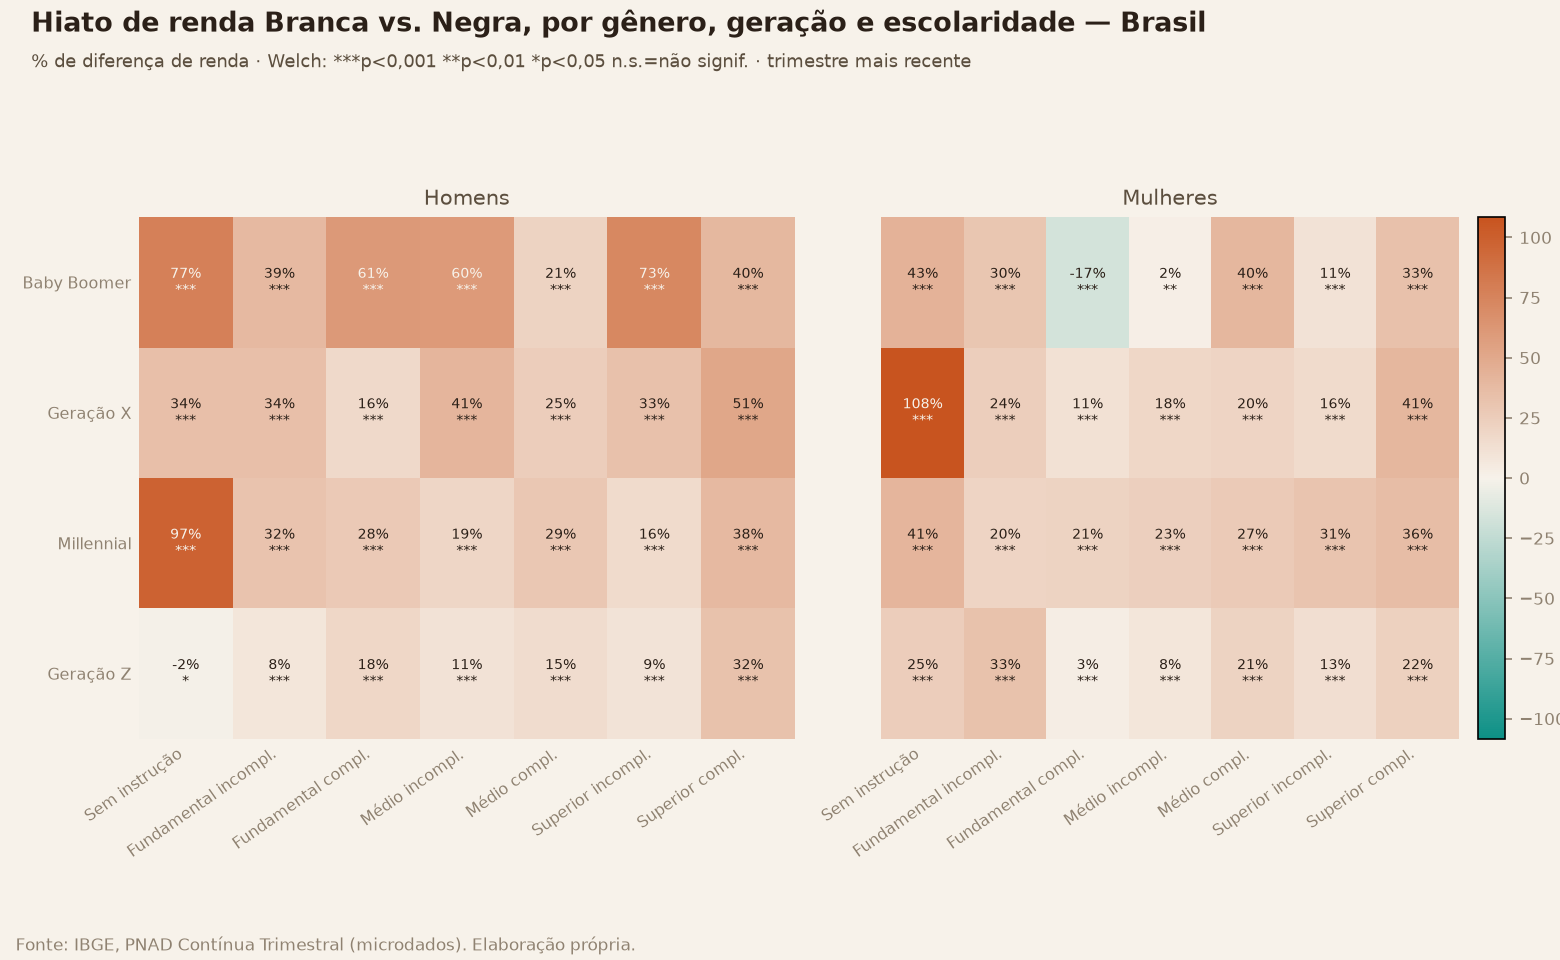 Hiato de renda Branca vs. Negra, por gênero, geração e escolaridade — Brasil
% de diferença de renda · Welch: ***p<0,001 **p<0,01 *p<0,05 n.s.=não signif. · trimestre mais recente
Homens
Mulheres
Baby Boomer
77% 39% 61% 60% 21% 73% 40%
*** *** *** *** *** *** ***
43% 30% -17% 2% 40% 11% 33%
*** *** *** ** *** *** ***
Geração X
34% 34% 16% 41% 25% 33% 51%
*** *** *** *** *** *** ***
108% 24% 11% 18% 20% 16% 41%
*** *** *** *** *** *** ***
Millennial
97% 32% 28% 19% 29% 16% 38%
*** *** *** *** *** *** ***
41% 20% 21% 23% 27% 31% 36%
*** *** *** *** *** *** ***
Geração Z
-2% 8% 18% 11% 15% 9% 32%
* *** *** *** *** *** ***
25% 33% 3% 8% 21% 13% 22%
*** *** *** *** *** *** ***
Sem instrução
Fundamental incompl.
Fundamental compl.
Médio incompl.
Médio compl.
Superior incompl.
Superior compl.
Sem instrução
Fundamental incompl.
Fundamental compl.
Médio incompl.
Médio compl.
Superior incompl.
Superior compl.
100
75
50
25
0
−25
−50
−75
−100
Fonte: IBGE, PNAD Contínua Trimestral (microdados). Elaboração própria.